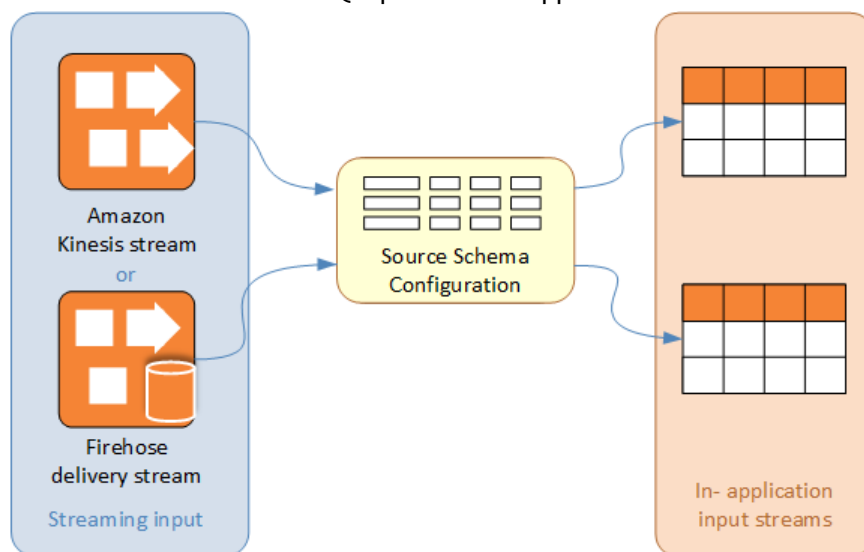 Amazon
Kinesis stream
or
Firehose
delivery stream
Streaming input
Source Schema
Configuration
In- application
input streams